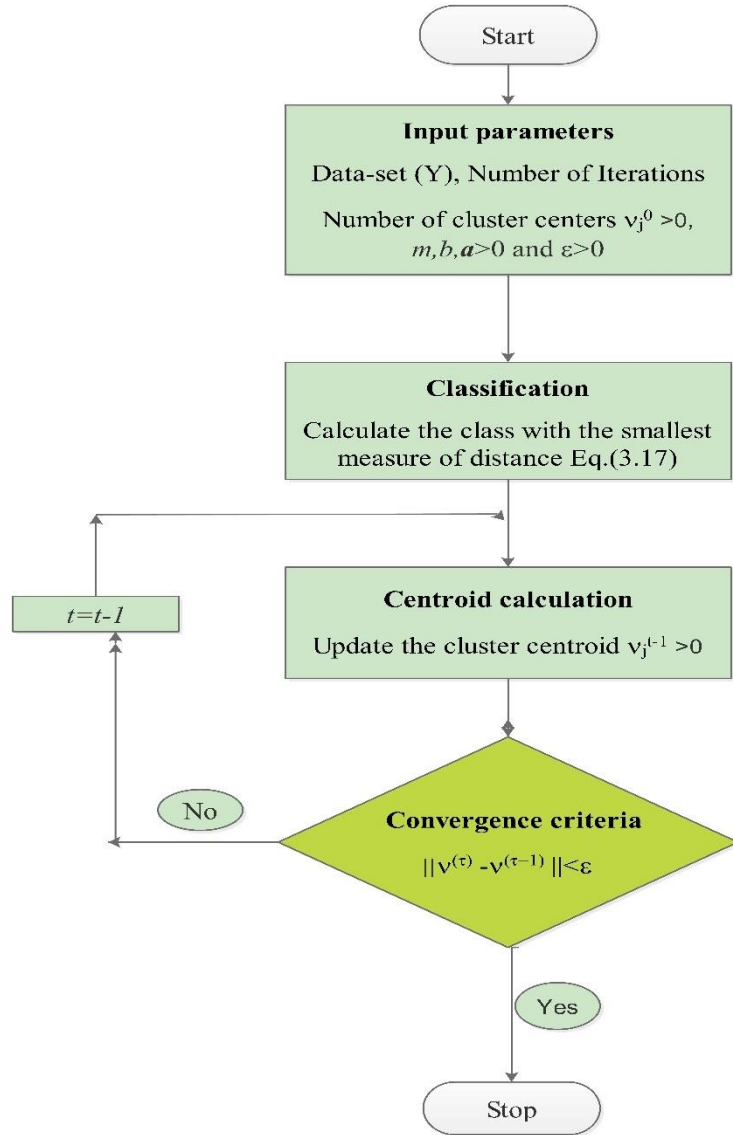 Start
Input parameters
Data-set (Y), Number of Iterations
Number of cluster centers νⱼ⁰ >0,
m,b,a>0 and ε>0
Classification
Calculate the class with the smallest
measure of distance Eq.(3.17)
t=t-1
Centroid calculation
Update the cluster centroid νⱼᵗ⁻¹ >0
No
Convergence criteria
||ν^(τ) -ν^(τ−1) ||<ε
Yes
Stop